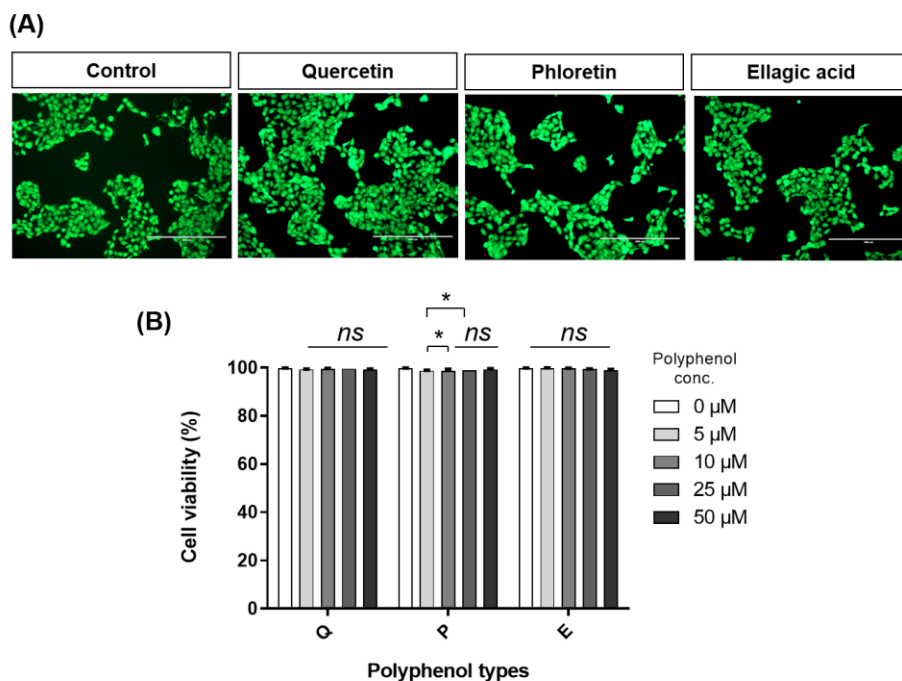 (A)
Control
Quercetin
Phloretin
Ellagic acid
(B)
*
ns
*
ns
ns
100
80
60
40
20
0
Cell viability (%)
Q
P
E
Polyphenol types
Polyphenol
conc.
0 µM
5 µM
10 µM
25 µM
50 µM